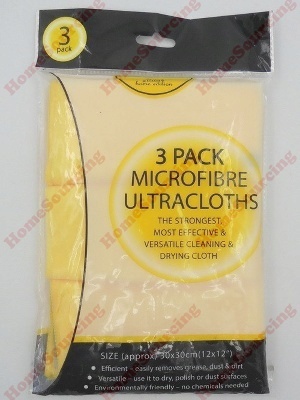 3
pack
3 PACK
MICROFIBRE
ULTRACLOTHS
THE STRONGEST,
MOST EFFECTIVE &
VERSATILE CLEANING &
DRYING CLOTH
SIZE (approx) 30x30cm(12x12")
• Efficient – easily removes grease, dust & dirt
• Versatile – use it to dry, polish or dust surfaces
• Environmentally friendly – no chemicals needed
HomeSourcing